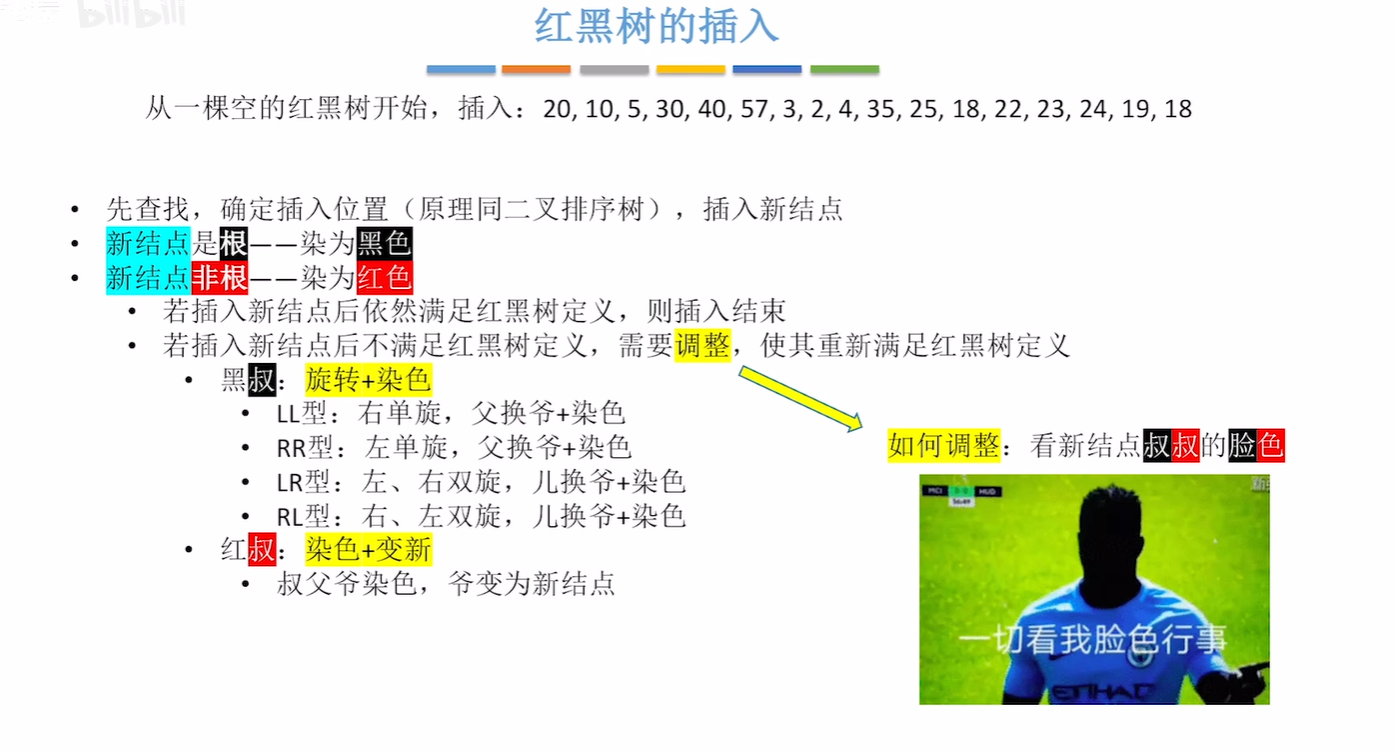 bilibili
红黑树的插入
从一棵空的红黑树开始，插入：20, 10, 5, 30, 40, 57, 3, 2, 4, 35, 25, 18, 22, 23, 24, 19, 18
• 先查找，确定插入位置（原理同二叉排序树），插入新结点
• 新结点是根——染为黑色
• 新结点非根——染为红色
• 若插入新结点后依然满足红黑树定义，则插入结束
• 若插入新结点后不满足红黑树定义，需要调整，使其重新满足红黑树定义
• 黑叔：旋转+染色
• LL型：右单旋，父换爷+染色
• RR型：左单旋，父换爷+染色
• LR型：左、右双旋，儿换爷+染色
• RL型：右、左双旋，儿换爷+染色
• 红叔：染色+变新
• 叔父爷染色，爷变为新结点
如何调整：看新结点叔叔的脸色
MCI HUD
56:49
一切看我脸色行事
ETIHAD